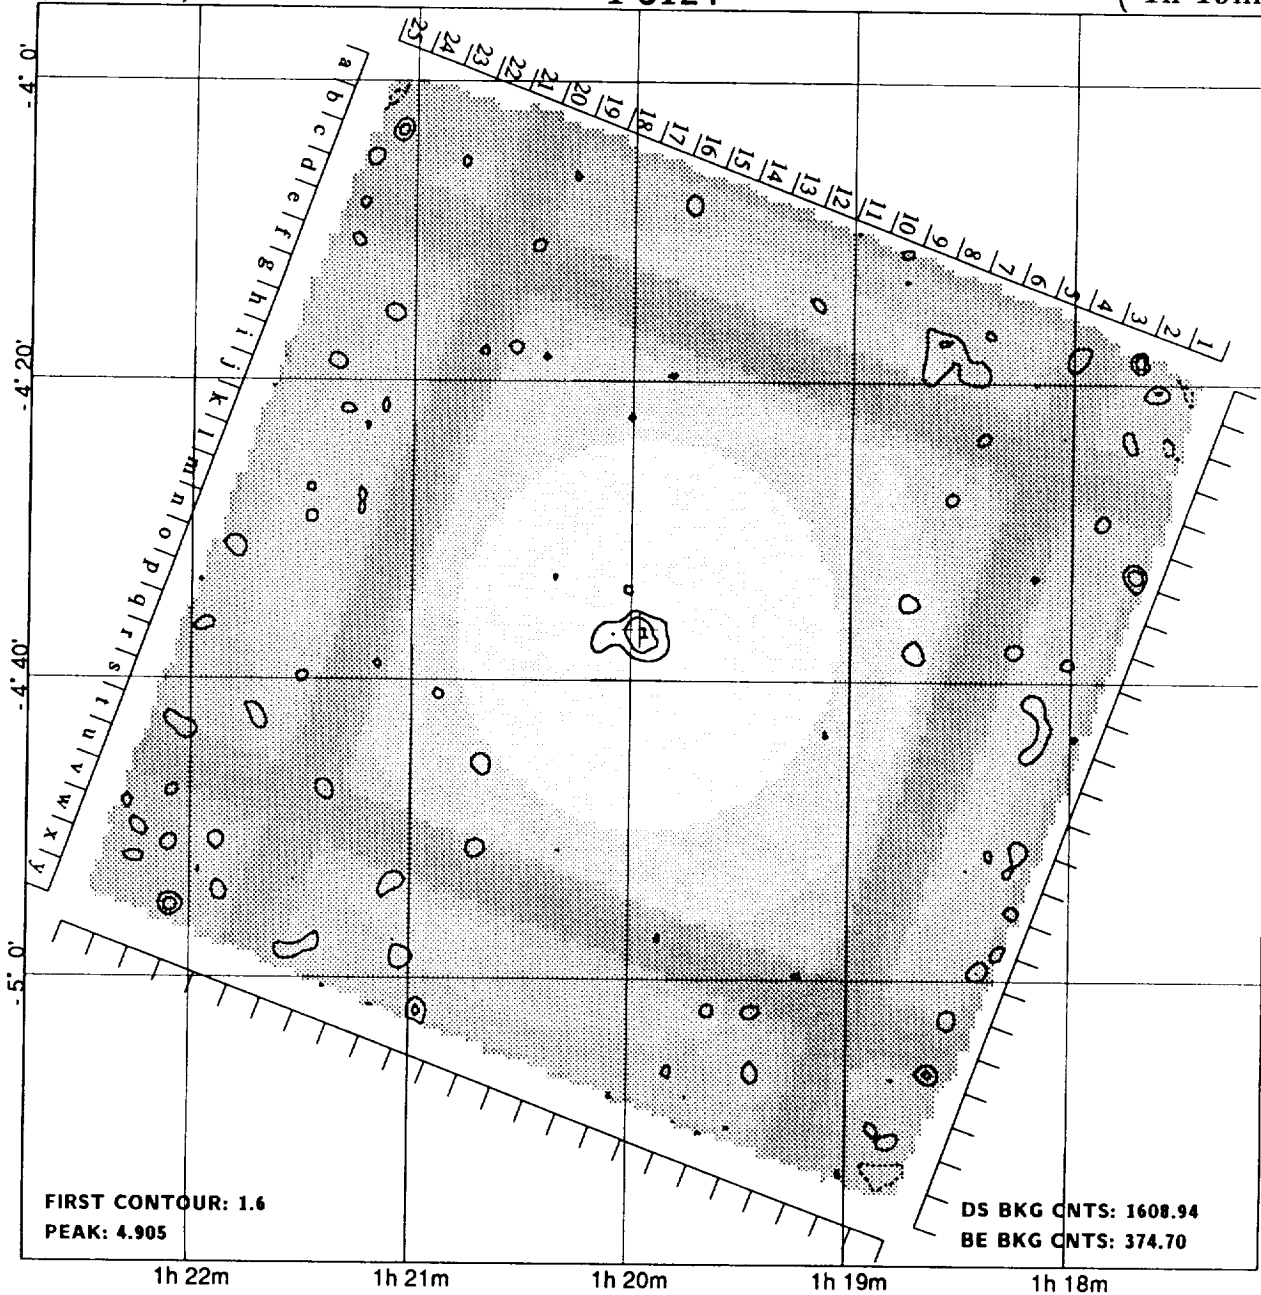 25 24 23 22 21 20 19 18 17 16 15 14 13 12 11 10 9 8 7 6 5 4 3 2 1
a b c d e f g h i j k l m n o p q r s t u v w x y
-4° 0'
-4° 20'
-4° 40'
-5° 0'
FIRST CONTOUR: 1.6
PEAK: 4.905
DS BKG CNTS: 1608.94
BE BKG CNTS: 374.70
1h 22m 1h 21m 1h 20m 1h 19m 1h 18m